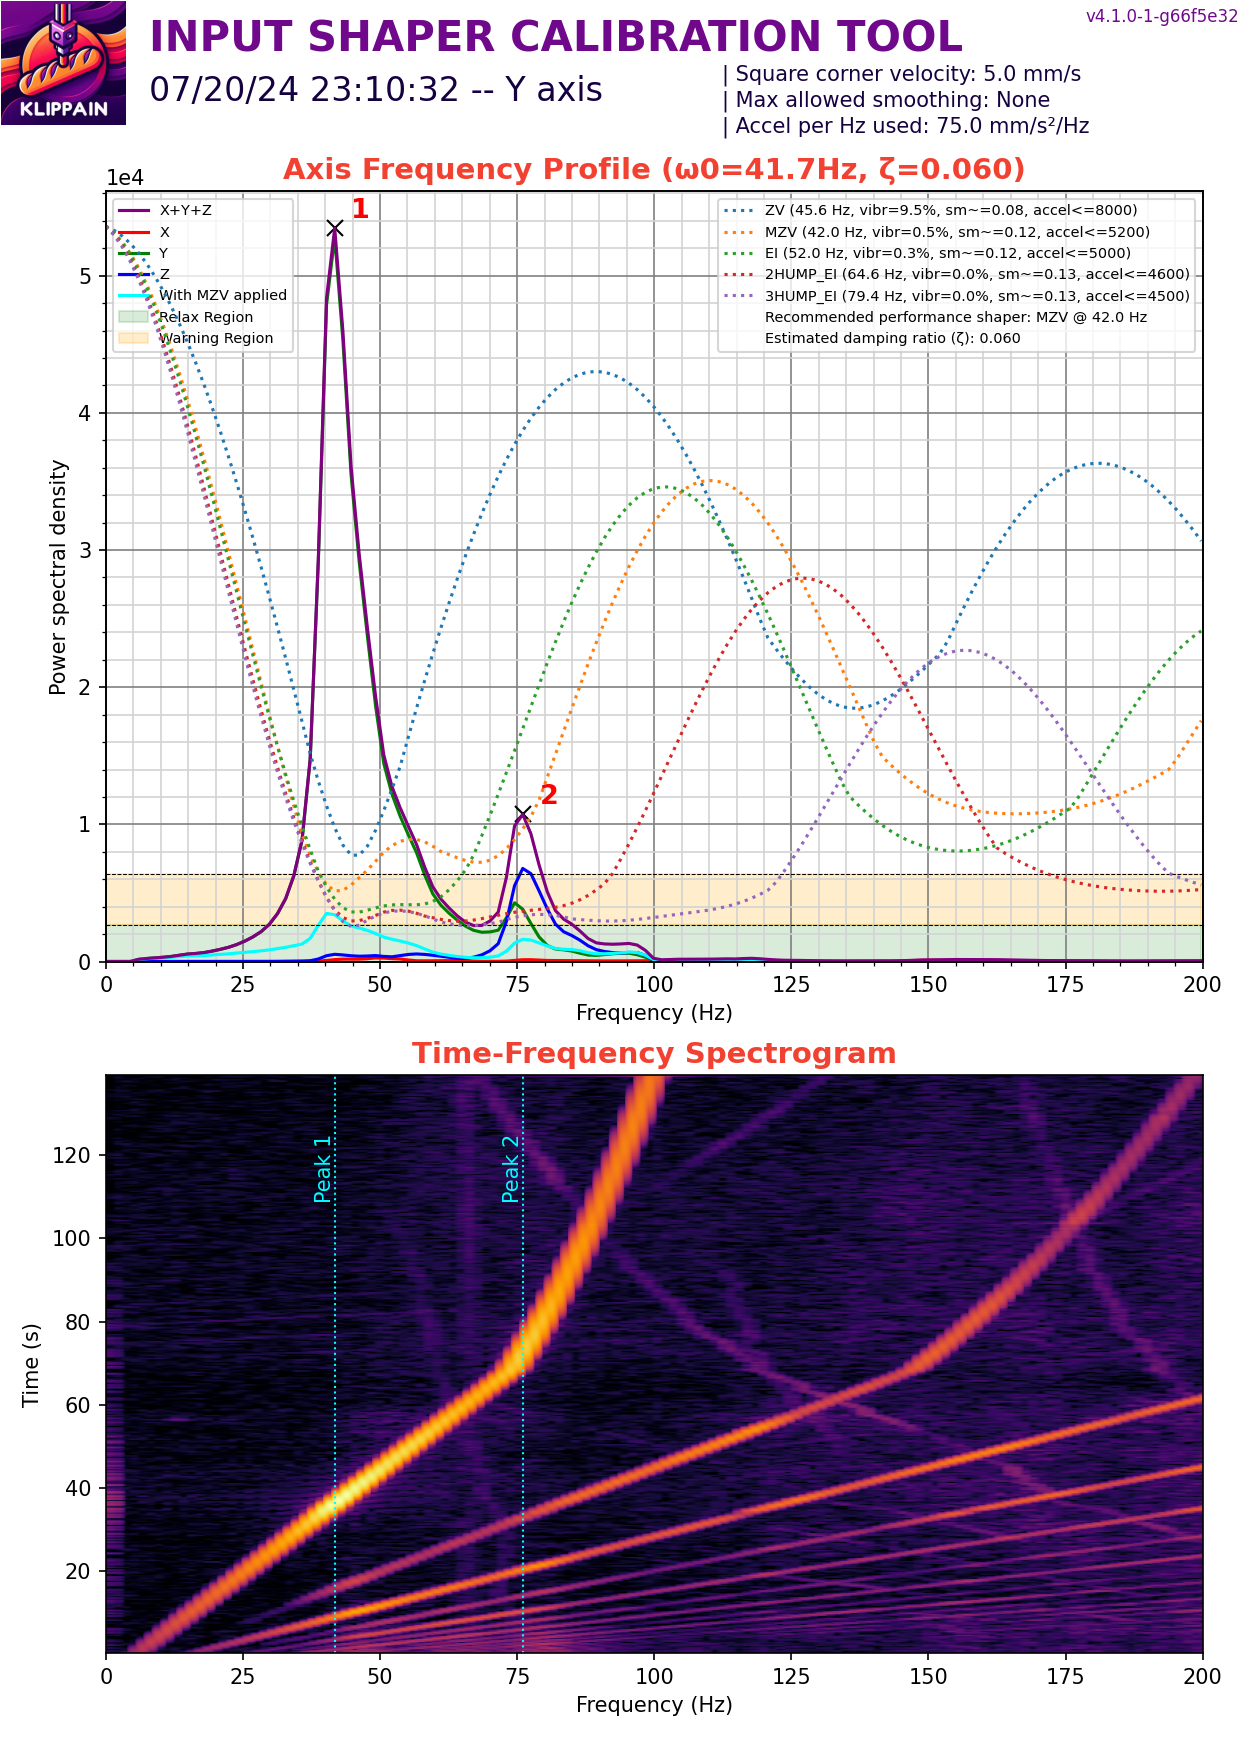 v4.1.0-1-g66f5e32
INPUT SHAPER CALIBRATION TOOL
07/20/24 23:10:32 -- Y axis
| Square corner velocity: 5.0 mm/s
| Max allowed smoothing: None
| Accel per Hz used: 75.0 mm/s²/Hz
KLIPPAIN
Axis Frequency Profile (ω0=41.7Hz, ζ=0.060)
1e4
1
X+Y+Z
X
Y
Z
With MZV applied
Relax Region
Warning Region
ZV (45.6 Hz, vibr=9.5%, sm~=0.08, accel<=8000)
MZV (42.0 Hz, vibr=0.5%, sm~=0.12, accel<=5200)
EI (52.0 Hz, vibr=0.3%, sm~=0.12, accel<=5000)
2HUMP_EI (64.6 Hz, vibr=0.0%, sm~=0.13, accel<=4600)
3HUMP_EI (79.4 Hz, vibr=0.0%, sm~=0.13, accel<=4500)
Recommended performance shaper: MZV @ 42.0 Hz
Estimated damping ratio (ζ): 0.060
5
4
3
2
1
0
Power spectral density
2
0 25 50 75 100 125 150 175 200
Frequency (Hz)
Time-Frequency Spectrogram
Peak 1
Peak 2
120
100
80
60
40
20
Time (s)
0 25 50 75 100 125 150 175 200
Frequency (Hz)